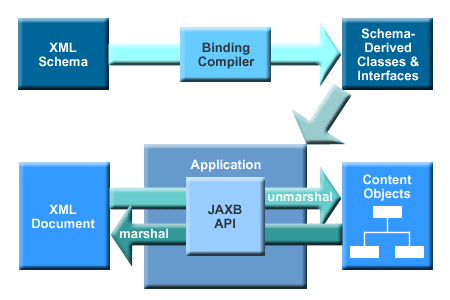 XML
Schema
Binding
Compiler
Schema-
Derived
Classes &
Interfaces
Application
XML
Document
JAXB
API
unmarshal
marshal
Content
Objects